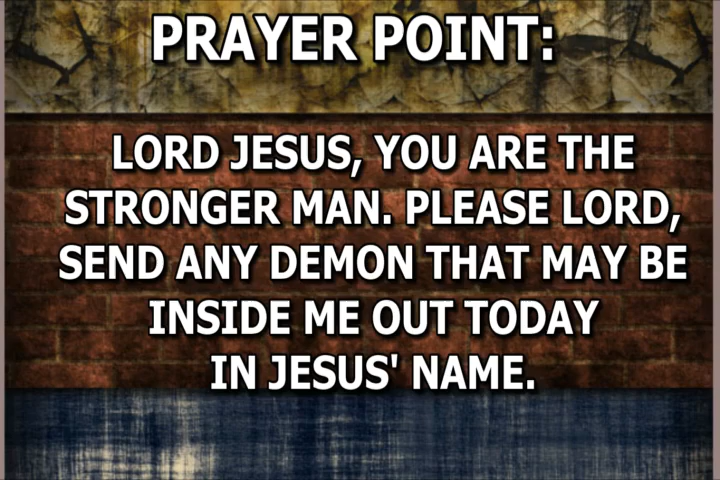 PRAYER POINT:
LORD JESUS, YOU ARE THE
STRONGER MAN. PLEASE LORD,
SEND ANY DEMON THAT MAY BE
INSIDE ME OUT TODAY
IN JESUS' NAME.